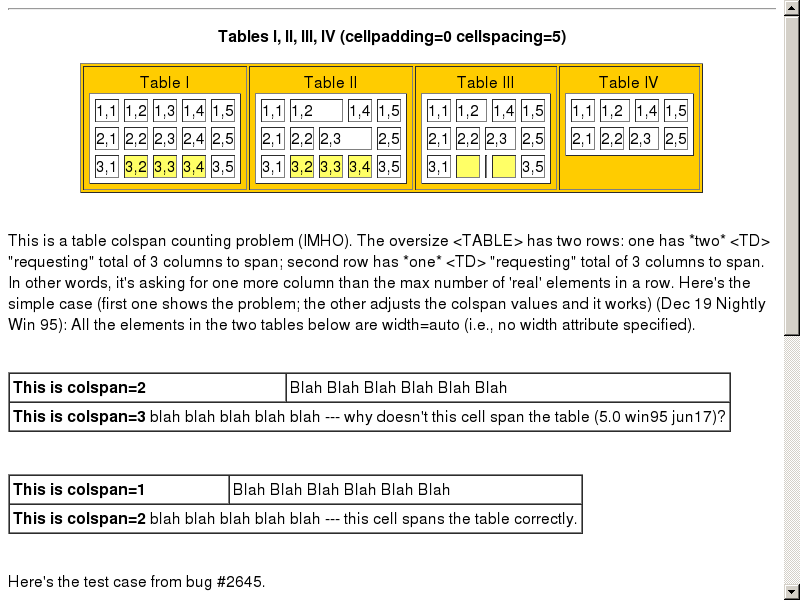 Tables I, II, III, IV (cellpadding=0 cellspacing=5)
Table I
1,1 1,2 1,3 1,4 1,5
2,1 2,2 2,3 2,4 2,5
3,1 3,2 3,3 3,4 3,5
Table II
1,1 1,2 1,4 1,5
2,1 2,2 2,3 2,5
3,1 3,2 3,3 3,4 3,5
Table III
1,1 1,2 1,4 1,5
2,1 2,2 2,3 2,5
3,1 3,5
Table IV
1,1 1,2 1,4 1,5
2,1 2,2 2,3 2,5
This is a table colspan counting problem (IMHO). The oversize <TABLE> has two rows: one has *two* <TD>
"requesting" total of 3 columns to span; second row has *one* <TD> "requesting" total of 3 columns to span.
In other words, it's asking for one more column than the max number of 'real' elements in a row. Here's the
simple case (first one shows the problem; the other adjusts the colspan values and it works) (Dec 19 Nightly
Win 95): All the elements in the two tables below are width=auto (i.e., no width attribute specified).
This is colspan=2 Blah Blah Blah Blah Blah Blah
This is colspan=3 blah blah blah blah blah --- why doesn't this cell span the table (5.0 win95 jun17)?
This is colspan=1 Blah Blah Blah Blah Blah Blah
This is colspan=2 blah blah blah blah blah --- this cell spans the table correctly.
Here's the test case from bug #2645.